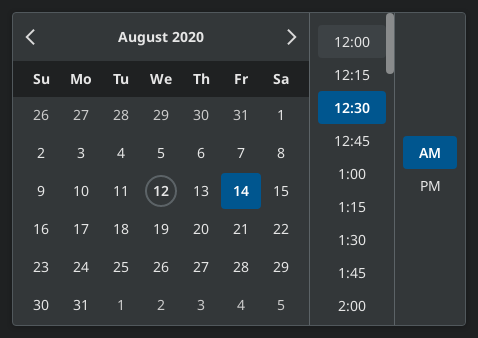 August 2020
Su Mo Tu We Th Fr Sa
26 27 28 29 30 31 1
2 3 4 5 6 7 8
9 10 11 12 13 14 15
16 17 18 19 20 21 22
23 24 25 26 27 28 29
30 31 1 2 3 4 5
12:00
12:15
12:30
12:45
1:00
1:15
1:30
1:45
2:00
AM
PM